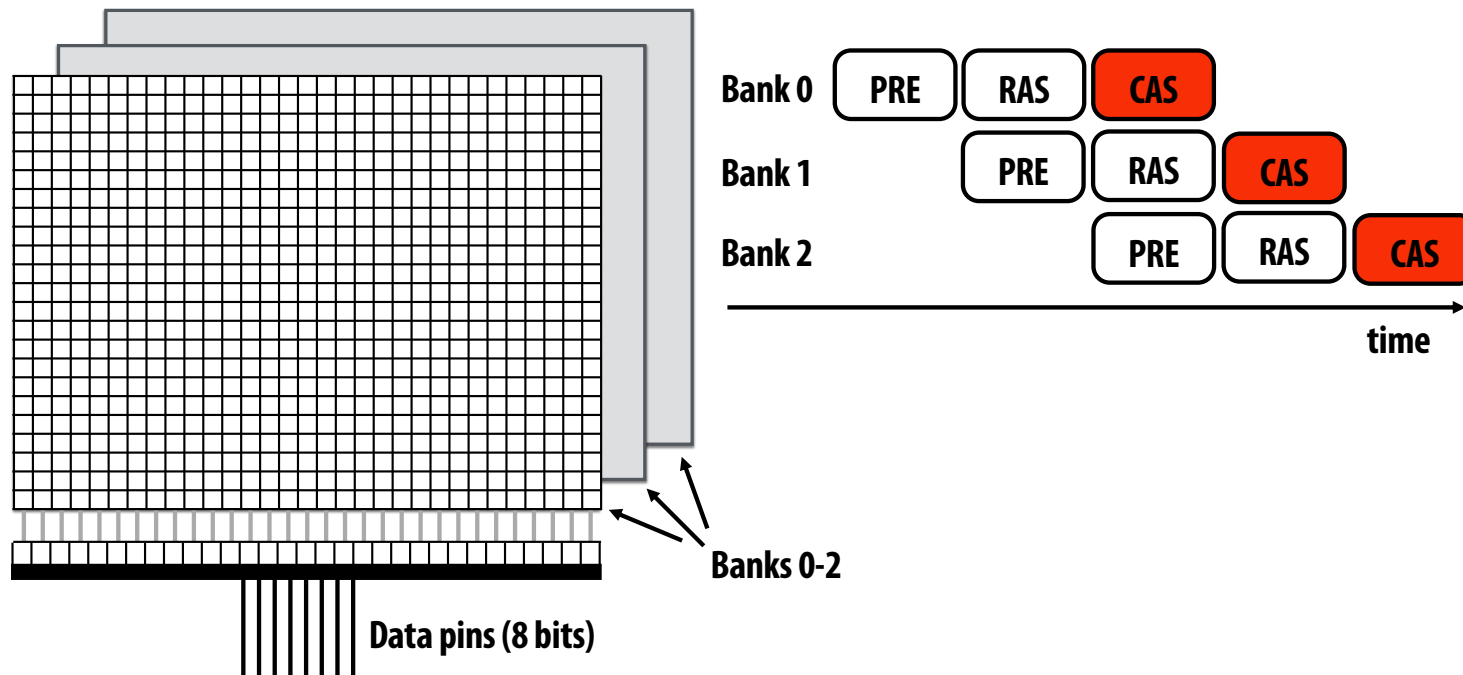 Bank 0 PRE RAS CAS
Bank 1 PRE RAS CAS
Bank 2 PRE RAS CAS
time
Banks 0-2
Data pins (8 bits)